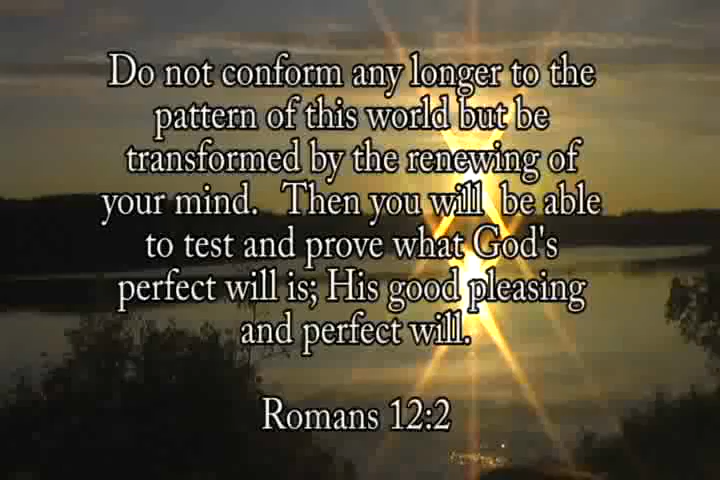 Do not conform any longer to the
pattern of this world but be
transformed by the renewing of
your mind. Then you will be able
to test and prove what God's
perfect will is; His good pleasing
and perfect will.
Romans 12:2